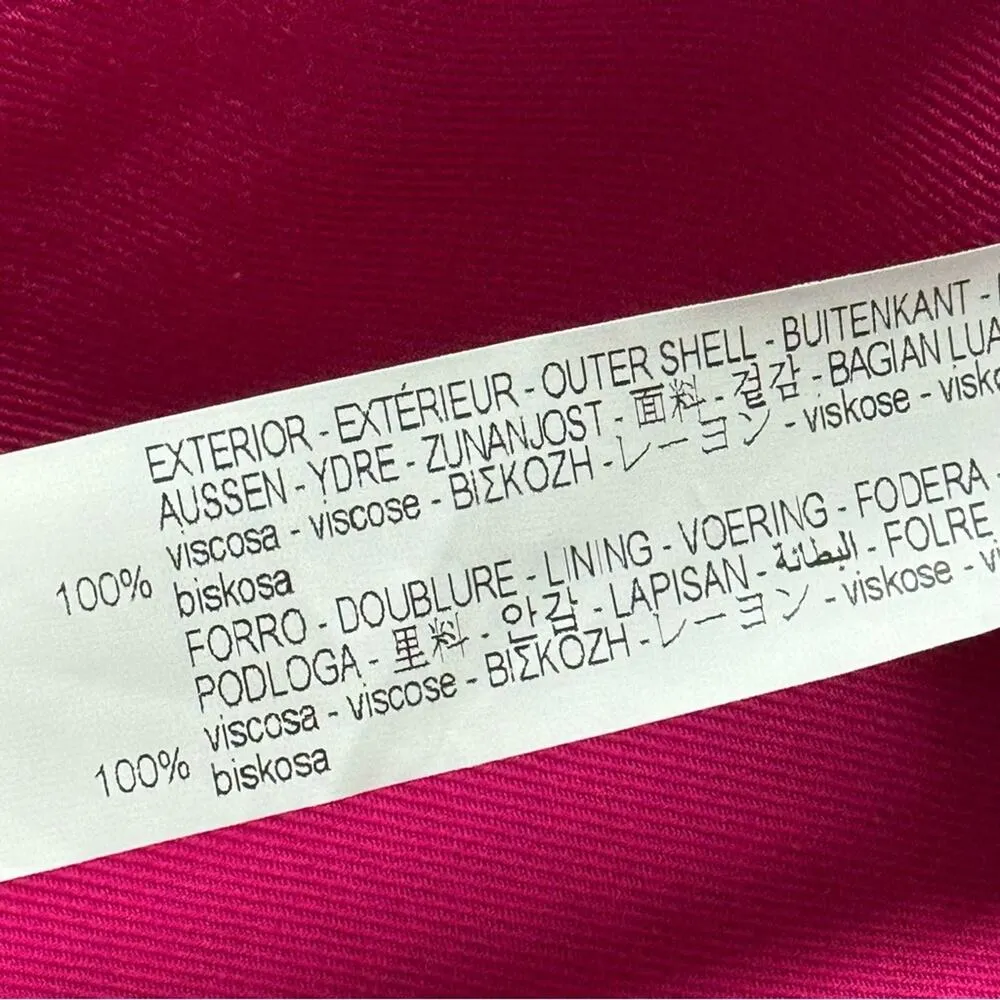 EXTERIOR - EXTÉRIEUR - OUTER SHELL - BUITENKANT -
AUSSEN - YDRE - ZUNANJOST - 面料 - 겉감 - BAGIAN LUA
viscosa - viscose - ΒΙΣΚΟΖΗ - レーヨン - viskose - visko
100% biskosa
FORRO - DOUBLURE - LINING - VOERING - FODERA -
PODLOGA - 里料 - 안감 - LAPISAN - البطانة - FOLRE
viscosa - viscose - ΒΙΣΚΟΖΗ - レーヨン - viskose - v
100% biskosa